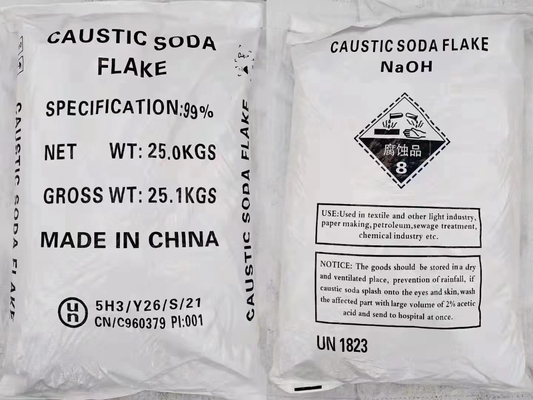 CAUSTIC SODA
FLAKE
SPECIFICATION:99%
NET WT: 25.0KGS
GROSS WT: 25.1KGS
MADE IN CHINA
un
5H3/Y26/S/21
CN/C960379 PI:001
CAUSTIC SODA FLAKE
CAUSTIC SODA FLAKE
CAUSTIC SODA FLAKE
NaOH
腐蚀品
8
USE:Used in textile and other light industry,
paper making,petroleum,sewage treatment,
chemical industry etc.
NOTICE: The goods should be stored in a dry
and ventilated place, prevention of rainfall, if
caustic soda splash onto the eyes and skin, wash
the affected part with large volume of 2% acetic
acid and send to hospital at once.
UN 1823